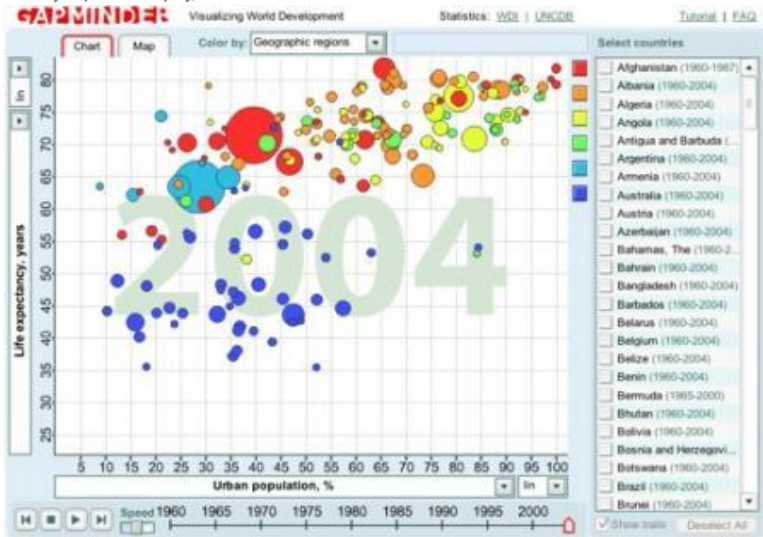 GAPMINDER Visualizing World Development Statistics: WDI | UNCDB Tutorial | FAQ
Chart Map Color by: Geographic regions Select countries
Afghanistan (1960-1987)
Albania (1960-2004)
Algeria (1960-2004)
Angola (1960-2004)
Antigua and Barbuda (...
Argentina (1960-2004)
Armenia (1960-2004)
Australia (1960-2004)
Austria (1960-2004)
Azerbaijan (1960-2004)
Bahamas, The (1960-2...
Bahrain (1960-2004)
Bangladesh (1960-2004)
Barbados (1960-2004)
Belarus (1960-2004)
Belgium (1960-2004)
Belize (1960-2004)
Benin (1960-2004)
Bermuda (1965-2000)
Bhutan (1960-2004)
Bolivia (1960-2004)
Bosnia and Herzegovi...
Botswana (1960-2004)
Brazil (1960-2004)
Brunei (1960-2004)
lin
Life expectancy, years
80
75
70
65
60
55
50
45
40
35
30
25
2004
5 10 15 20 25 30 35 40 45 50 55 60 65 70 75 80 85 90 95 100
Urban population, % lin
Speed 1960 1965 1970 1975 1980 1985 1990 1995 2000
Show trails Deselect All